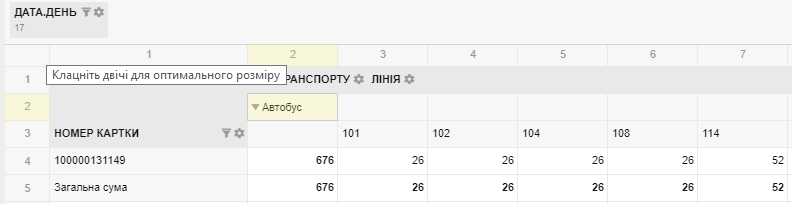 ДАТА.ДЕНЬ
17
1 2 3 4 5 6 7
1 РАНСПОРТУ ЛІНІЯ
Клацніть двічі для оптимального розміру
2 Автобус
3 НОМЕР КАРТКИ 101 102 104 108 114
4 100000131149 676 26 26 26 26 52
5 Загальна сума 676 26 26 26 26 52